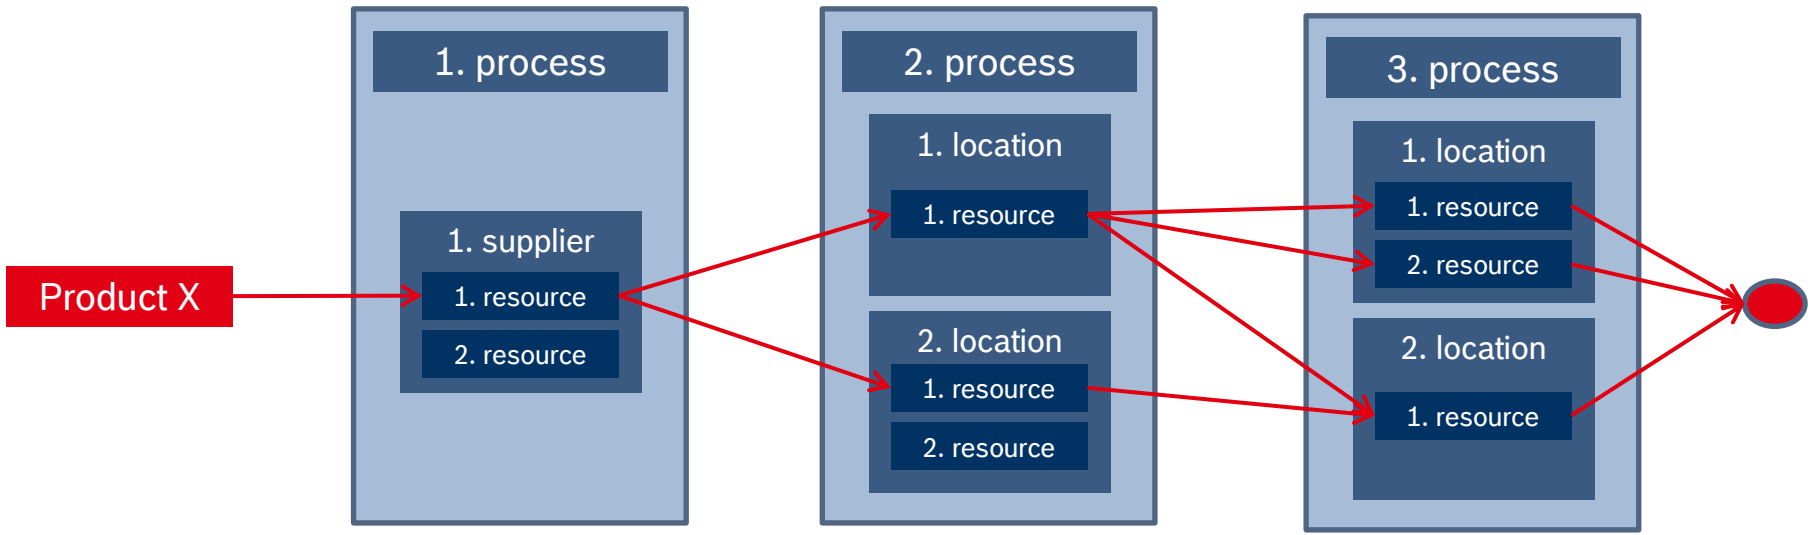 Product X
1. process
1. supplier
1. resource
2. resource
2. process
1. location
1. resource
2. location
1. resource
2. resource
3. process
1. location
1. resource
2. resource
2. location
1. resource